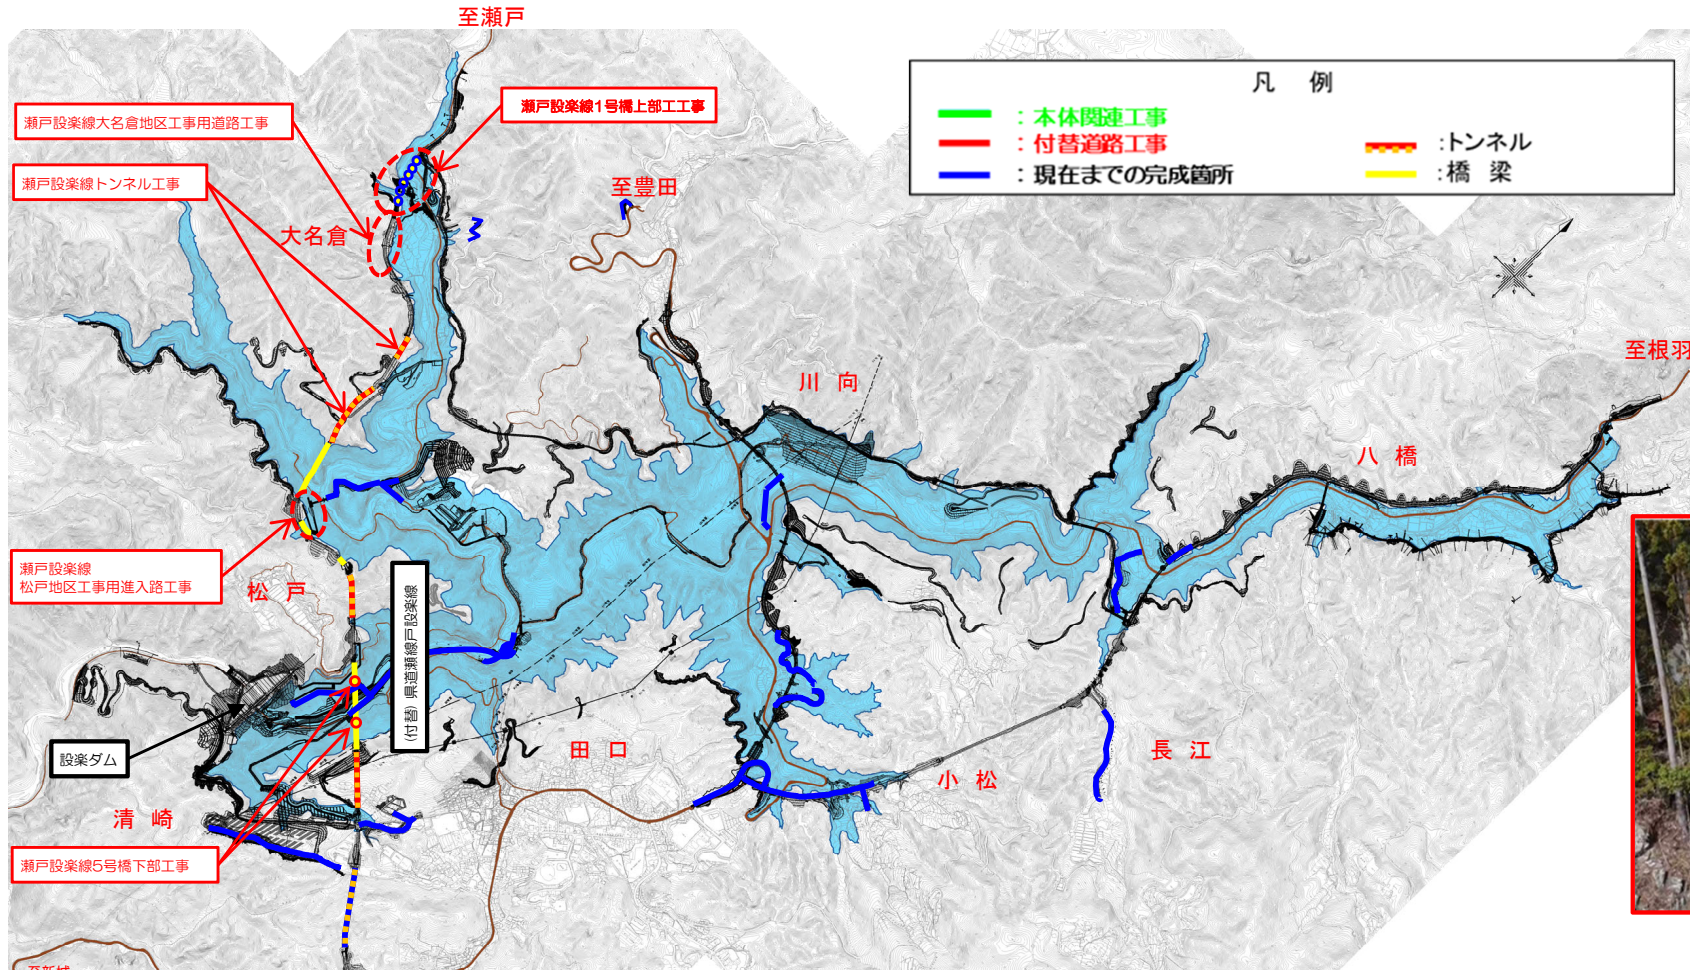 至瀬戸
凡 例
：本体関連工事
：付替道路工事
：現在までの完成箇所
：トンネル
：橋 梁
瀬戸設楽線1号橋上部工工事
瀬戸設楽線大名倉地区工事用道路工事
瀬戸設楽線トンネル工事
至豊田
大名倉
至根羽
川 向
八 橋
瀬戸設楽線
松戸地区工事用進入路工事
松 戸
(付替) 県道瀬線戸設楽線
設楽ダム
田 口
長 江
小 松
清 崎
瀬戸設楽線5号橋下部工事
至新城